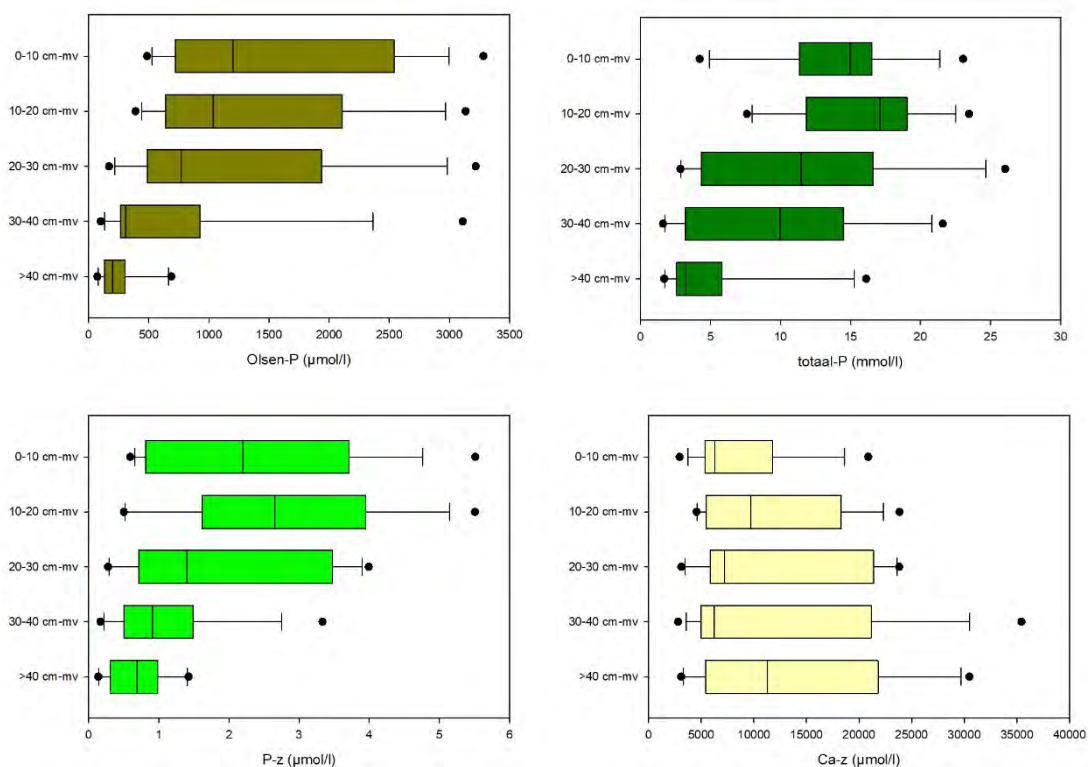 0-10 cm-mv
10-20 cm-mv
20-30 cm-mv
30-40 cm-mv
>40 cm-mv
0 500 1000 1500 2000 2500 3000 3500
Olsen-P (µmol/l)
0-10 cm-mv
10-20 cm-mv
20-30 cm-mv
30-40 cm-mv
>40 cm-mv
0 5 10 15 20 25 30
totaal-P (mmol/l)
0-10 cm-mv
10-20 cm-mv
20-30 cm-mv
30-40 cm-mv
>40 cm-mv
0 1 2 3 4 5 6
P-z (µmol/l)
0-10 cm-mv
10-20 cm-mv
20-30 cm-mv
30-40 cm-mv
>40 cm-mv
0 5000 10000 15000 20000 25000 30000 35000 40000
Ca-z (µmol/l)